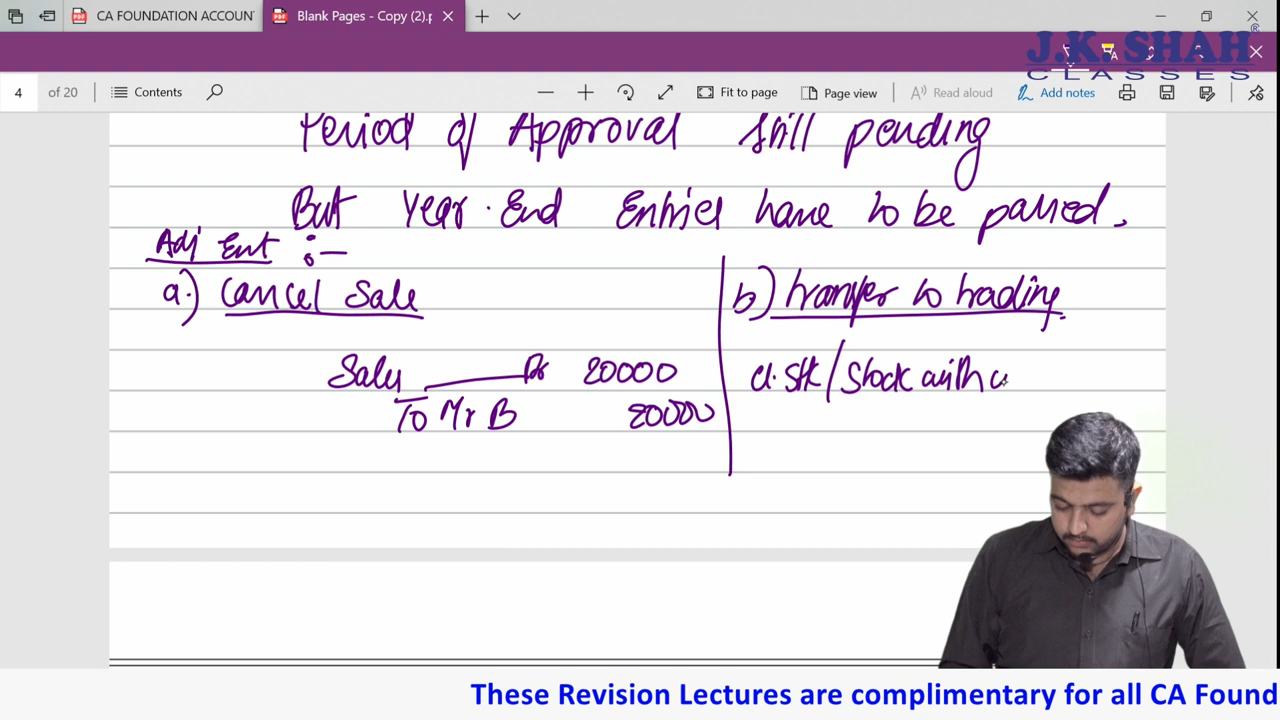 CA FOUNDATION ACCOUN
Blank Pages - Copy (2).p
J.K. SHAH®
CLASSES
4 of 20
Contents
Fit to page
Page view
Read aloud
Add notes
Period of Approval still pending
But Year-End Entries have to be passed.
Adj Ent :-
a.) Cancel Sale
Sales Dr 20000
To Mr B 20000
b) transfer to trading.
cl. stk/Stock with c
These Revision Lectures are complimentary for all CA Found